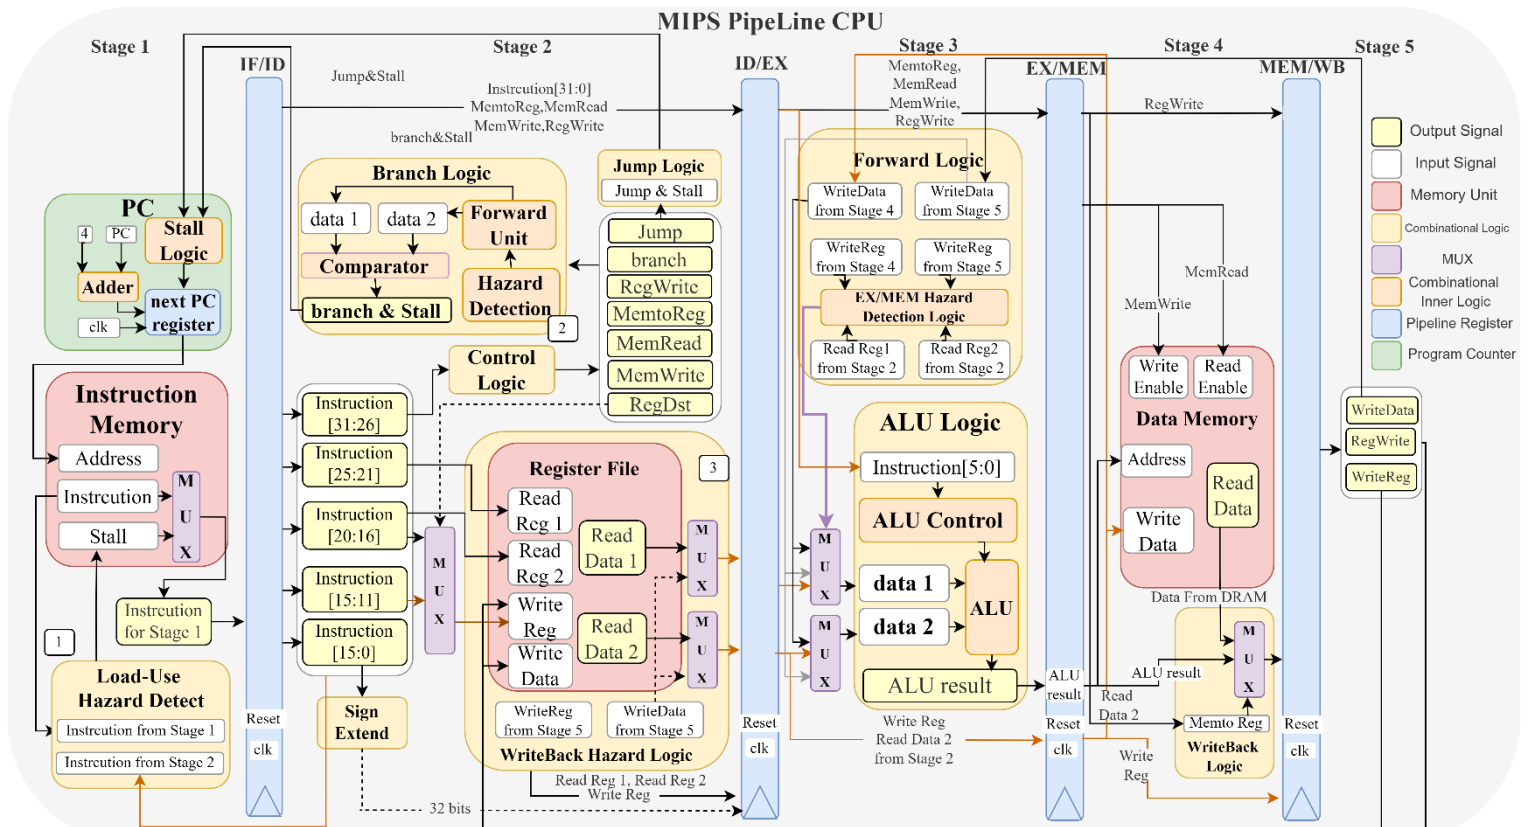 MIPS PipeLine CPU
Stage 1
Stage 2
Stage 3
Stage 4
Stage 5
IF/ID
ID/EX
EX/MEM
MEM/WB
Jump&Stall
Instrcution[31:0]
MemtoReg,MemRead
MemWrite,RegWrite
branch&Stall
MemtoReg,
MemRead
MemWrite,
RegWrite
RegWrite
Output Signal
Input Signal
Memory Unit
Combinational Logic
MUX
Combinational
Inner Logic
Pipeline Register
Program Counter
PC
4
PC
Stall
Logic
Adder
next PC
register
clk
Instruction
Memory
Address
Instrcution
Stall
M
U
X
Instrcution
for Stage 1
1
Load-Use
Hazard Detect
Instrcution from Stage 1
Instrcution from Stage 2
Reset
clk
Branch Logic
data 1
data 2
Forward
Unit
Comparator
Hazard
Detection
branch & Stall
2
Jump Logic
Jump & Stall
Jump
branch
RegWrite
MemtoReg
MemRead
MemWrite
RegDst
Control
Logic
Instruction
[31:26]
Instruction
[25:21]
Instruction
[20:16]
Instruction
[15:11]
Instruction
[15:0]
Sign
Extend
M
U
X
Register File
3
Read
Reg 1
Read
Reg 2
Write
Reg
Write
Data
Read
Data 1
Read
Data 2
M
U
X
M
U
X
WriteReg
from Stage 5
WriteData
from Stage 5
WriteBack Hazard Logic
Read Reg 1, Read Reg 2
Write Reg
32 bits
Reset
clk
Forward Logic
WriteData
from Stage 4
WriteData
from Stage 5
WriteReg
from Stage 4
WriteReg
from Stage 5
EX/MEM Hazard
Detection Logic
Read Reg1
from Stage 2
Read Reg2
from Stage 2
M
U
X
M
U
X
ALU Logic
Instruction[5:0]
ALU Control
data 1
data 2
ALU
ALU result
Write Reg
Read Data 2
from Stage 2
ALU
result
Reset
clk
MemRead
MemWrite
Write
Enable
Read
Enable
Data Memory
Address
Read
Data
Write
Data
Data From DRAM
M
U
X
ALU result
Read
Data 2
Memto Reg
WriteBack
Logic
Write
Reg
Reset
clk
WriteData
RegWrite
WriteReg